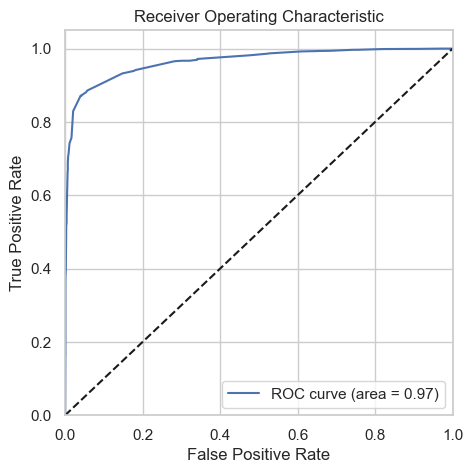 Receiver Operating Characteristic
1.0
0.8
0.6
0.4
0.2
0.0
True Positive Rate
0.0 0.2 0.4 0.6 0.8 1.0
False Positive Rate
ROC curve (area = 0.97)